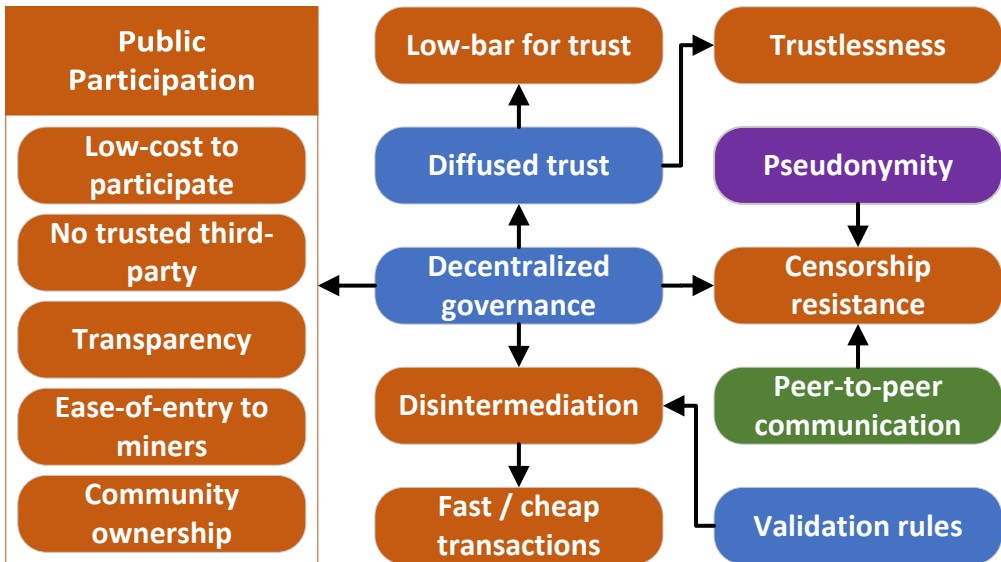 Public
Participation
Low-cost to
participate
No trusted third-
party
Transparency
Ease-of-entry to
miners
Community
ownership
Low-bar for trust
Diffused trust
Decentralized
governance
Disintermediation
Fast / cheap
transactions
Trustlessness
Pseudonymity
Censorship
resistance
Peer-to-peer
communication
Validation rules